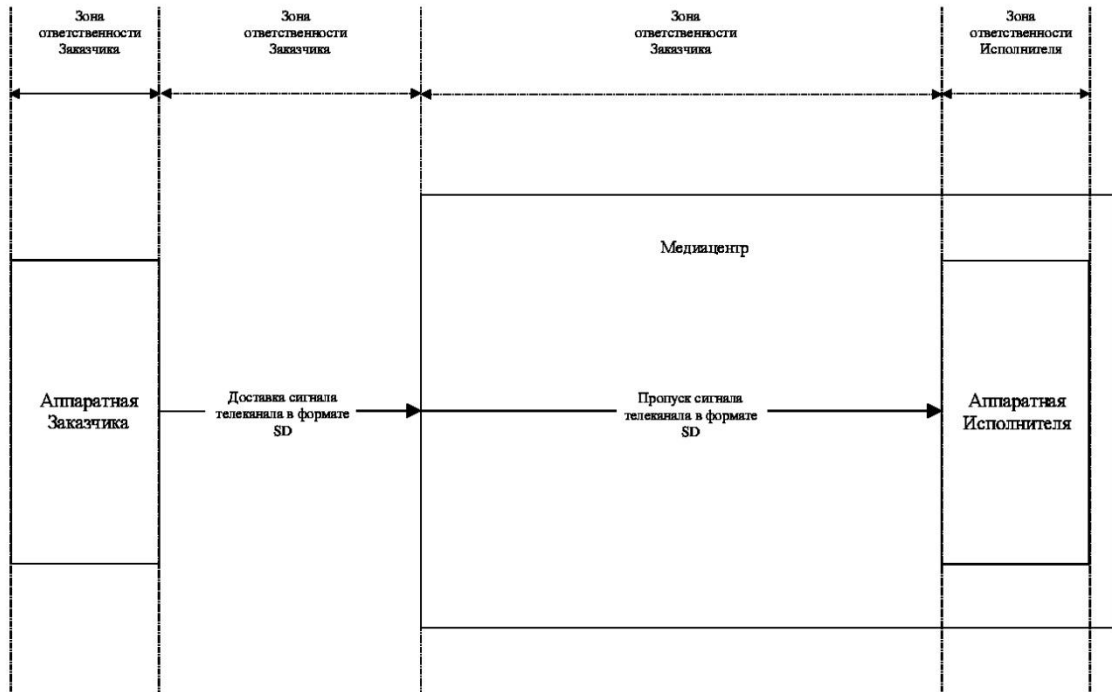 Зона
ответственности
Заказчика
Зона
ответственности
Заказчика
Зона
ответственности
Заказчика
Зона
ответственности
Исполнителя
Медиацентр
Аппаратная
Заказчика
Доставка сигнала
телеканала в формате
SD
Пропуск сигнала
телеканала в формате
SD
Аппаратная
Исполнителя